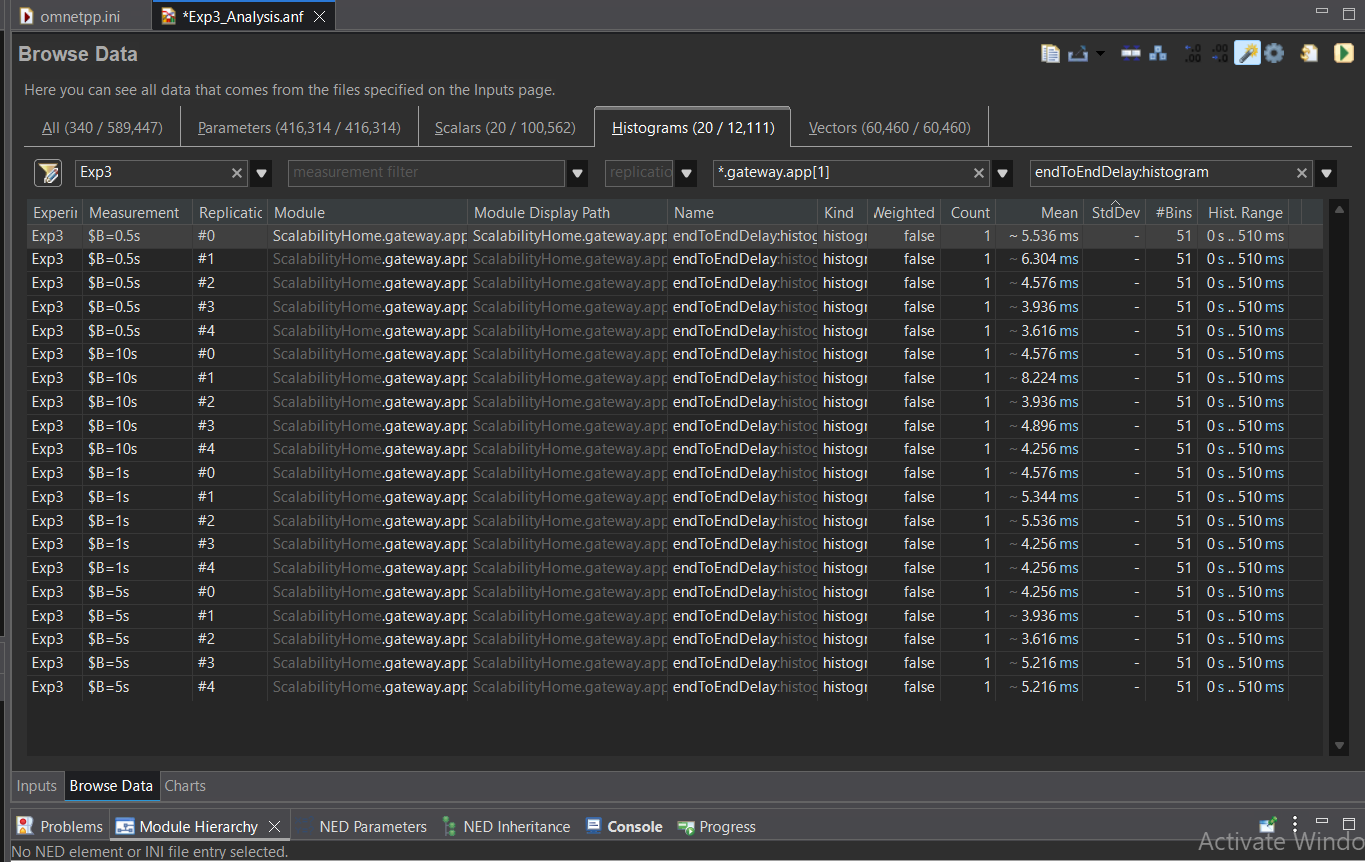 omnetpp.ini *Exp3_Analysis.anf
Browse Data
Here you can see all data that comes from the files specified on the Inputs page.
All (340 / 589,447) Parameters (416,314 / 416,314) Scalars (20 / 100,562) Histograms (20 / 12,111) Vectors (60,460 / 60,460)
Exp3 measurement filter replicatio *.gateway.app[1] endToEndDelay:histogram
Experin Measurement Replicatic Module Module Display Path Name Kind Weighted Count Mean StdDev #Bins Hist. Range
Exp3 $B=0.5s #0 ScalabilityHome.gateway.app ScalabilityHome.gateway.app endToEndDelay:histog histogr false 1 ~ 5.536 ms - 51 0 s .. 510 ms
Exp3 $B=0.5s #1 ScalabilityHome.gateway.app ScalabilityHome.gateway.app endToEndDelay:histog histogr false 1 ~ 6.304 ms - 51 0 s .. 510 ms
Exp3 $B=0.5s #2 ScalabilityHome.gateway.app ScalabilityHome.gateway.app endToEndDelay:histog histogr false 1 ~ 4.576 ms - 51 0 s .. 510 ms
Exp3 $B=0.5s #3 ScalabilityHome.gateway.app ScalabilityHome.gateway.app endToEndDelay:histog histogr false 1 ~ 3.936 ms - 51 0 s .. 510 ms
Exp3 $B=0.5s #4 ScalabilityHome.gateway.app ScalabilityHome.gateway.app endToEndDelay:histog histogr false 1 ~ 3.616 ms - 51 0 s .. 510 ms
Exp3 $B=10s #0 ScalabilityHome.gateway.app ScalabilityHome.gateway.app endToEndDelay:histog histogr false 1 ~ 4.576 ms - 51 0 s .. 510 ms
Exp3 $B=10s #1 ScalabilityHome.gateway.app ScalabilityHome.gateway.app endToEndDelay:histog histogr false 1 ~ 8.224 ms - 51 0 s .. 510 ms
Exp3 $B=10s #2 ScalabilityHome.gateway.app ScalabilityHome.gateway.app endToEndDelay:histog histogr false 1 ~ 3.936 ms - 51 0 s .. 510 ms
Exp3 $B=10s #3 ScalabilityHome.gateway.app ScalabilityHome.gateway.app endToEndDelay:histog histogr false 1 ~ 4.896 ms - 51 0 s .. 510 ms
Exp3 $B=10s #4 ScalabilityHome.gateway.app ScalabilityHome.gateway.app endToEndDelay:histog histogr false 1 ~ 4.256 ms - 51 0 s .. 510 ms
Exp3 $B=1s #0 ScalabilityHome.gateway.app ScalabilityHome.gateway.app endToEndDelay:histog histogr false 1 ~ 4.576 ms - 51 0 s .. 510 ms
Exp3 $B=1s #1 ScalabilityHome.gateway.app ScalabilityHome.gateway.app endToEndDelay:histog histogr false 1 ~ 5.344 ms - 51 0 s .. 510 ms
Exp3 $B=1s #2 ScalabilityHome.gateway.app ScalabilityHome.gateway.app endToEndDelay:histog histogr false 1 ~ 5.536 ms - 51 0 s .. 510 ms
Exp3 $B=1s #3 ScalabilityHome.gateway.app ScalabilityHome.gateway.app endToEndDelay:histog histogr false 1 ~ 4.256 ms - 51 0 s .. 510 ms
Exp3 $B=1s #4 ScalabilityHome.gateway.app ScalabilityHome.gateway.app endToEndDelay:histog histogr false 1 ~ 4.256 ms - 51 0 s .. 510 ms
Exp3 $B=5s #0 ScalabilityHome.gateway.app ScalabilityHome.gateway.app endToEndDelay:histog histogr false 1 ~ 4.256 ms - 51 0 s .. 510 ms
Exp3 $B=5s #1 ScalabilityHome.gateway.app ScalabilityHome.gateway.app endToEndDelay:histog histogr false 1 ~ 3.936 ms - 51 0 s .. 510 ms
Exp3 $B=5s #2 ScalabilityHome.gateway.app ScalabilityHome.gateway.app endToEndDelay:histog histogr false 1 ~ 3.616 ms - 51 0 s .. 510 ms
Exp3 $B=5s #3 ScalabilityHome.gateway.app ScalabilityHome.gateway.app endToEndDelay:histog histogr false 1 ~ 5.216 ms - 51 0 s .. 510 ms
Exp3 $B=5s #4 ScalabilityHome.gateway.app ScalabilityHome.gateway.app endToEndDelay:histog histogr false 1 ~ 5.216 ms - 51 0 s .. 510 ms
Inputs Browse Data Charts
Problems Module Hierarchy NED Parameters NED Inheritance Console Progress
Activate Windo
No NED element or INI file entry selected.